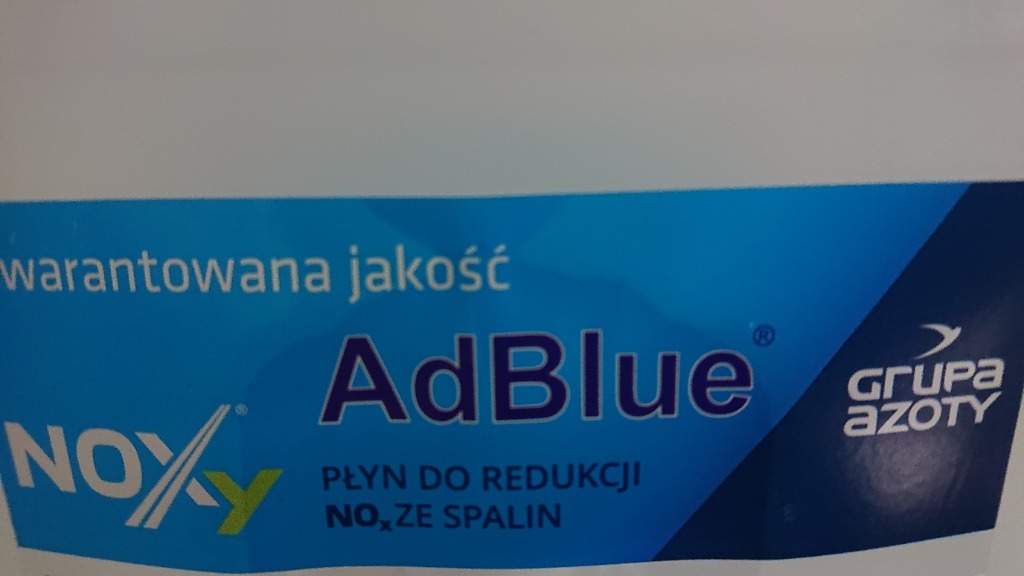 warantowana jakość
AdBlue®
NOXy®
PŁYN DO REDUKCJI
NOx ZE SPALIN
GRUPA
AZOTY